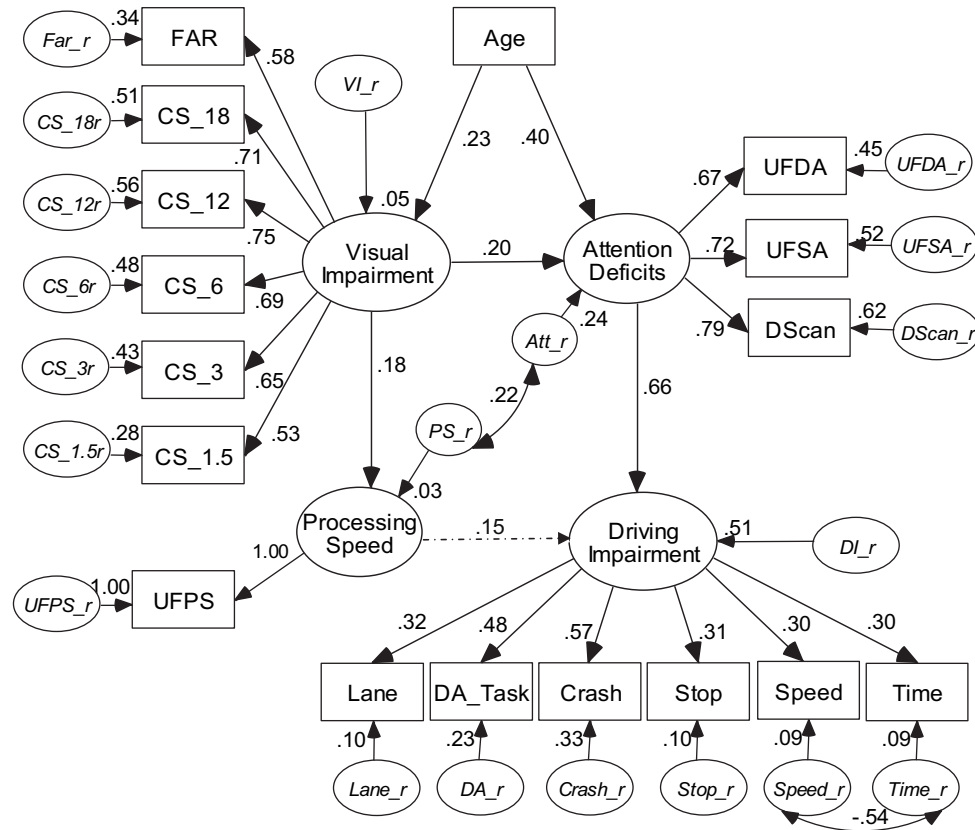 .34
Far_r
FAR
Age
.58
VI_r
.51
CS_18r
CS_18
.71
.23
.40
.45
UFDA
UFDA_r
.67
.56
CS_12r
CS_12
.75
.05
Visual
Impairment
.20
Attention
Deficits
.72
UFSA
.52
UFSA_r
.48
CS_6r
CS_6
.69
.24
.79
DScan
.62
DScan_r
Att_r
.43
CS_3r
CS_3
.65
.18
.22
.66
PS_r
.28
CS_1.5r
CS_1.5
.53
.03
Processing
Speed
.15
Driving
Impairment
.51
DI_r
1.00
1.00
UFPS_r
UFPS
.32
.48
.57
.31
.30
.30
Lane
DA_Task
Crash
Stop
Speed
Time
.10
.23
.33
.10
.09
.09
Lane_r
DA_r
Crash_r
Stop_r
Speed_r
Time_r
-.54